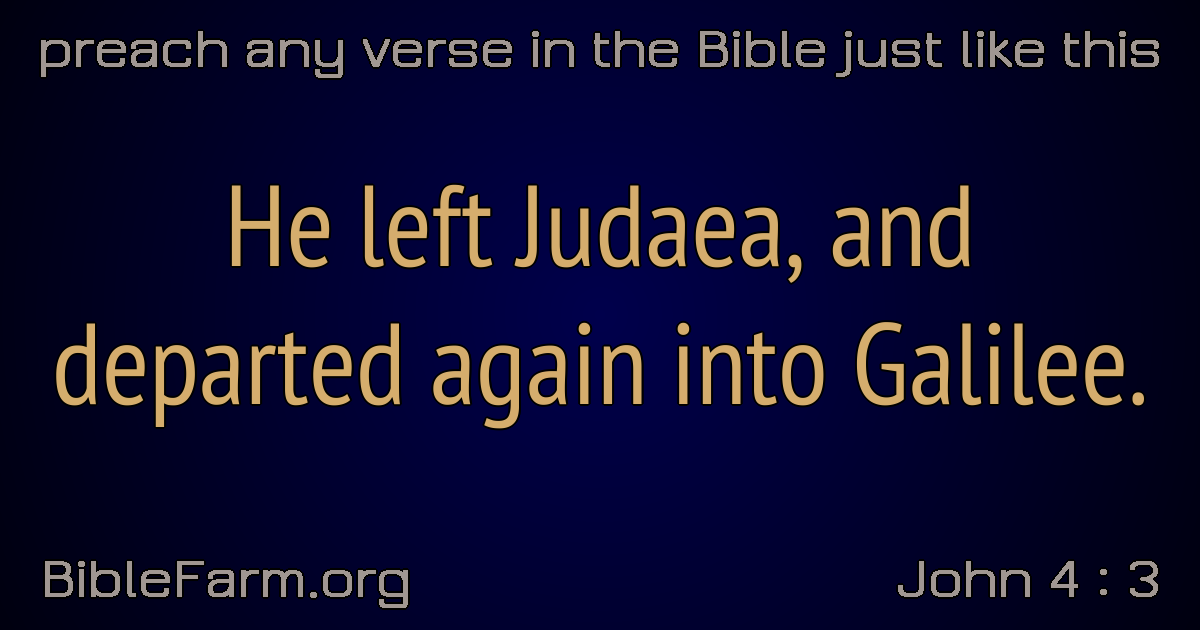 preach any verse in the Bible just like this
He left Judaea, and
departed again into Galilee.
BibleFarm.org
John 4 : 3